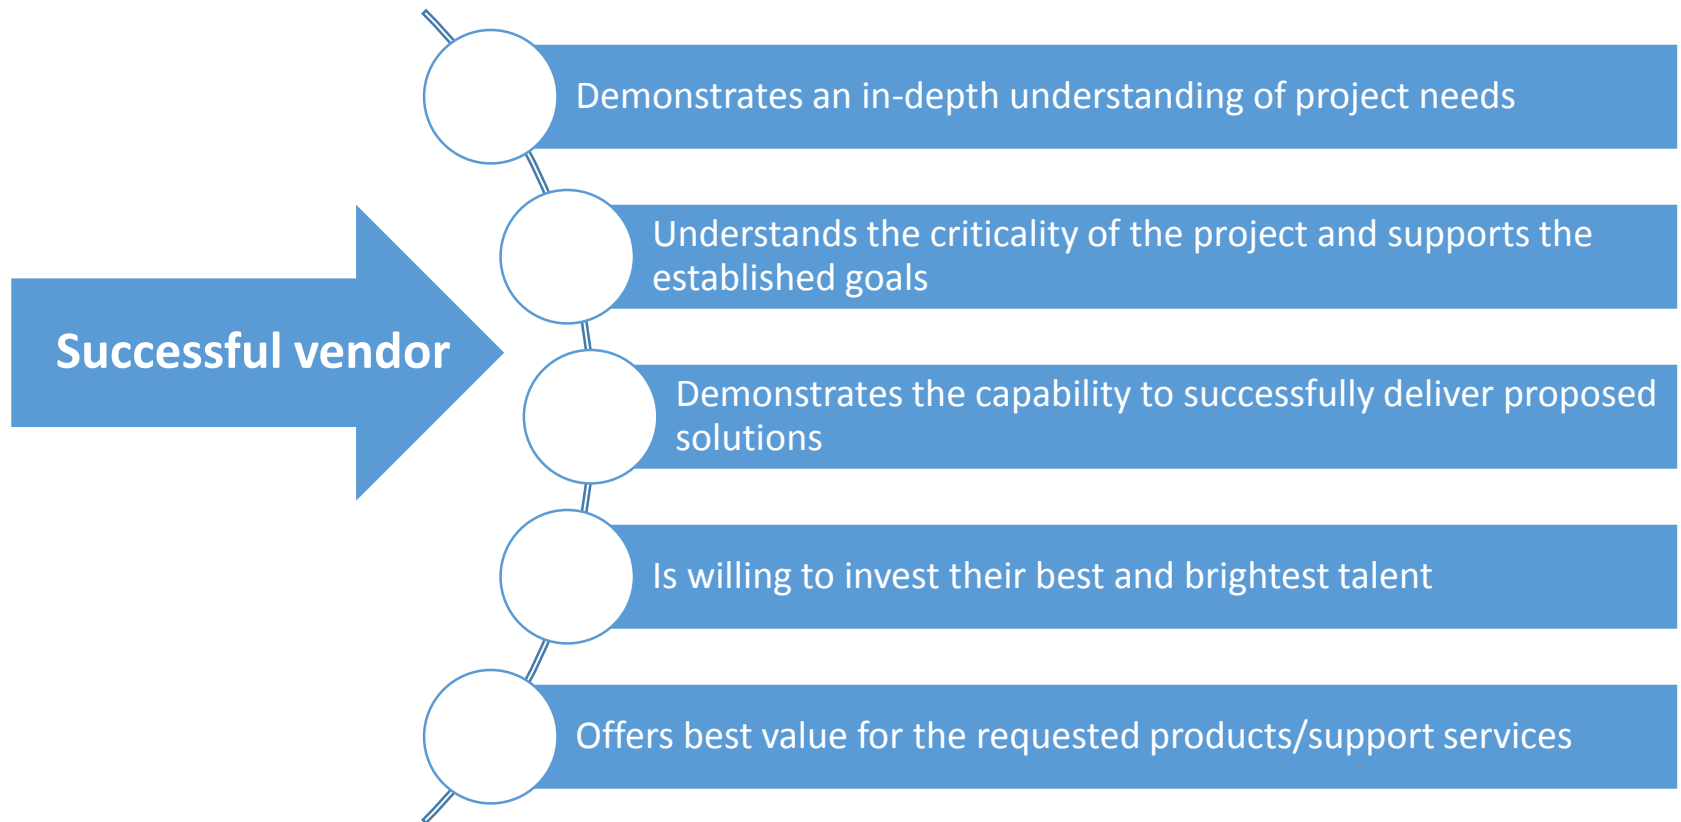 Successful vendor
Demonstrates an in-depth understanding of project needs
Understands the criticality of the project and supports the
established goals
Demonstrates the capability to successfully deliver proposed
solutions
Is willing to invest their best and brightest talent
Offers best value for the requested products/support services